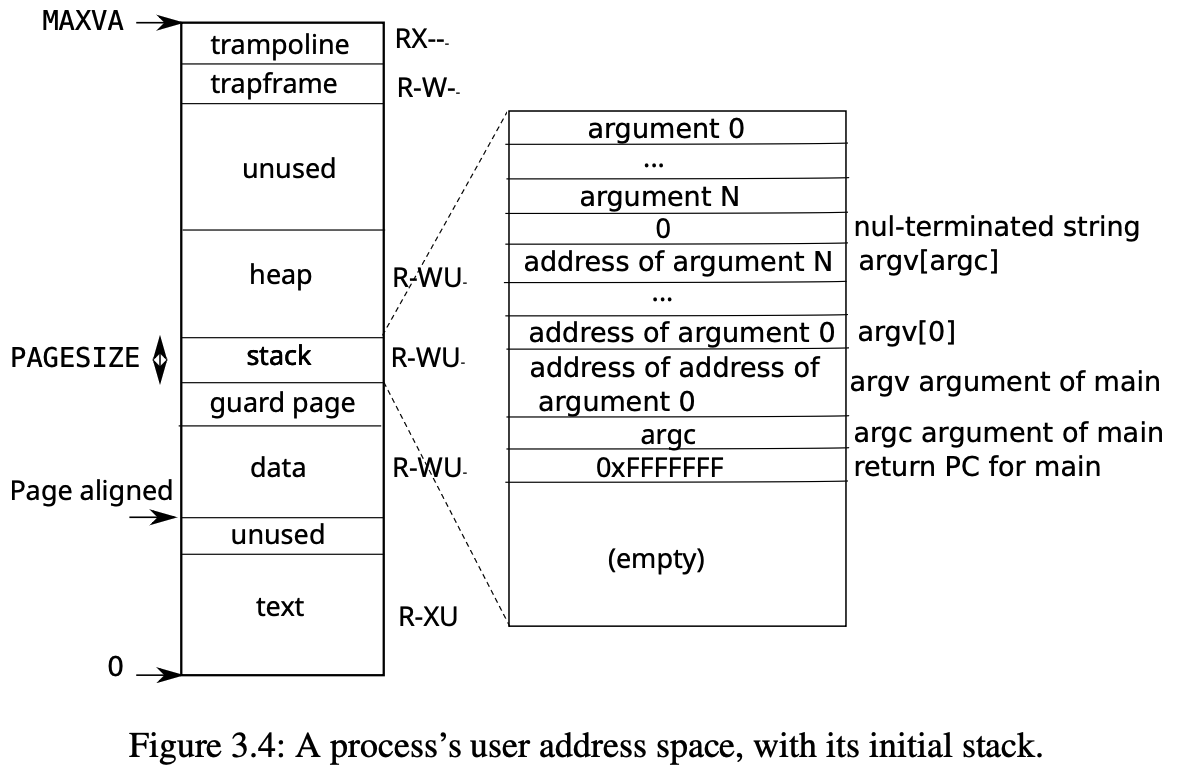 MAXVA
trampoline RX--
trapframe R-W-
unused
heap R-WU
PAGESIZE stack R-WU
guard page
data R-WU
Page aligned
unused
text R-XU
0
argument 0
...
argument N
0 nul-terminated string
address of argument N argv[argc]
...
address of argument 0 argv[0]
address of address of
argument 0 argv argument of main
argc argc argument of main
0xFFFFFFF return PC for main
(empty)
Figure 3.4: A process's user address space, with its initial stack.